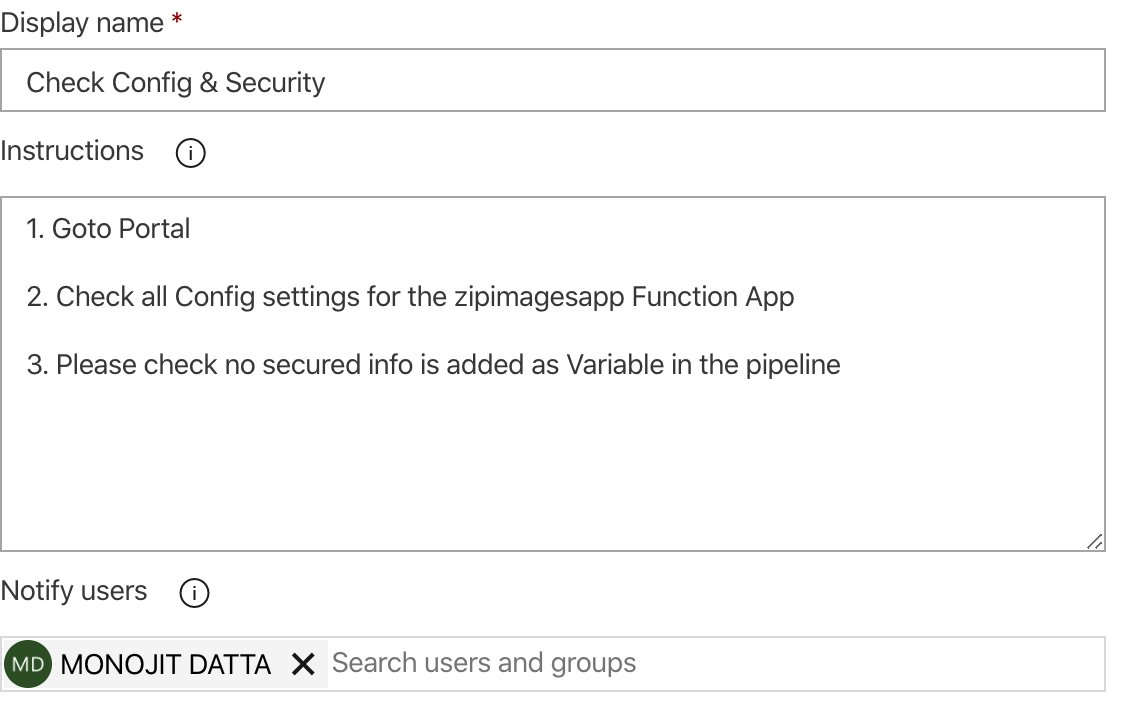 Display name *
Check Config & Security
Instructions
1. Goto Portal
2. Check all Config settings for the zipimagesapp Function App
3. Please check no secured info is added as Variable in the pipeline
Notify users
MD MONOJIT DATTA Search users and groups